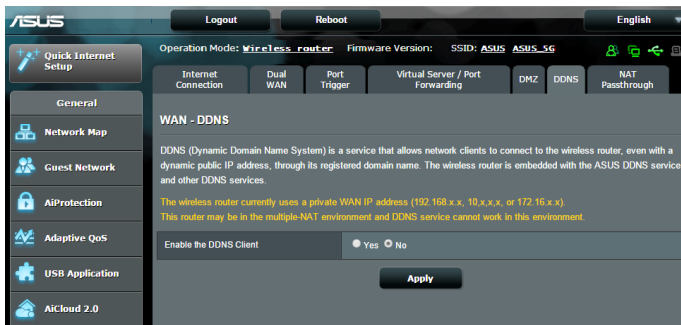 ASUS
Logout
Reboot
English
Quick Internet
Setup
Operation Mode: Wireless router Firmware Version: SSID: ASUS ASUS_5G
Internet
Connection
Dual
WAN
Port
Trigger
Virtual Server / Port
Forwarding
DMZ
DDNS
NAT
Passthrough
General
Network Map
Guest Network
AiProtection
Adaptive QoS
USB Application
AiCloud 2.0
WAN - DDNS
DDNS (Dynamic Domain Name System) is a service that allows network clients to connect to the wireless router, even with a
dynamic public IP address, through its registered domain name. The wireless router is embedded with the ASUS DDNS service
and other DDNS services.
The wireless router currently uses a private WAN IP address (192.168.x.x, 10,x,x,x, or 172.16.x.x).
This router may be in the multiple-NAT environment and DDNS service cannot work in this environment.
Enable the DDNS Client
Yes No
Apply